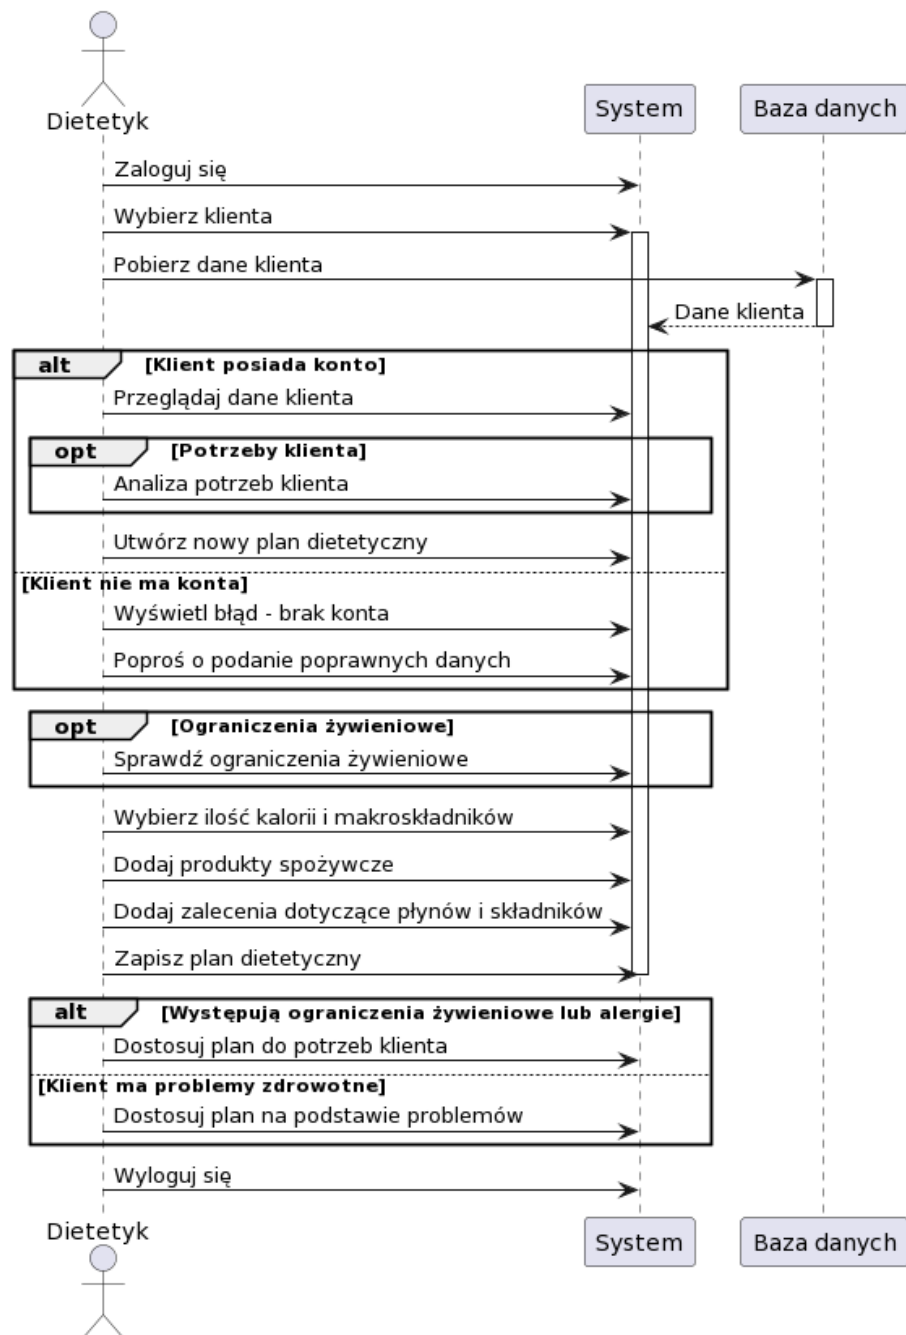 Dietetyk
System
Baza danych
Zaloguj się
Wybierz klienta
Pobierz dane klienta
Dane klienta
alt [Klient posiada konto]
Przeglądaj dane klienta
opt [Potrzeby klienta]
Analiza potrzeb klienta
Utwórz nowy plan dietetyczny
[Klient nie ma konta]
Wyświetl błąd - brak konta
Poproś o podanie poprawnych danych
opt [Ograniczenia żywieniowe]
Sprawdź ograniczenia żywieniowe
Wybierz ilość kalorii i makroskładników
Dodaj produkty spożywcze
Dodaj zalecenia dotyczące płynów i składników
Zapisz plan dietetyczny
alt [Występują ograniczenia żywieniowe lub alergie]
Dostosuj plan do potrzeb klienta
[Klient ma problemy zdrowotne]
Dostosuj plan na podstawie problemów
Wyloguj się
Dietetyk
System
Baza danych